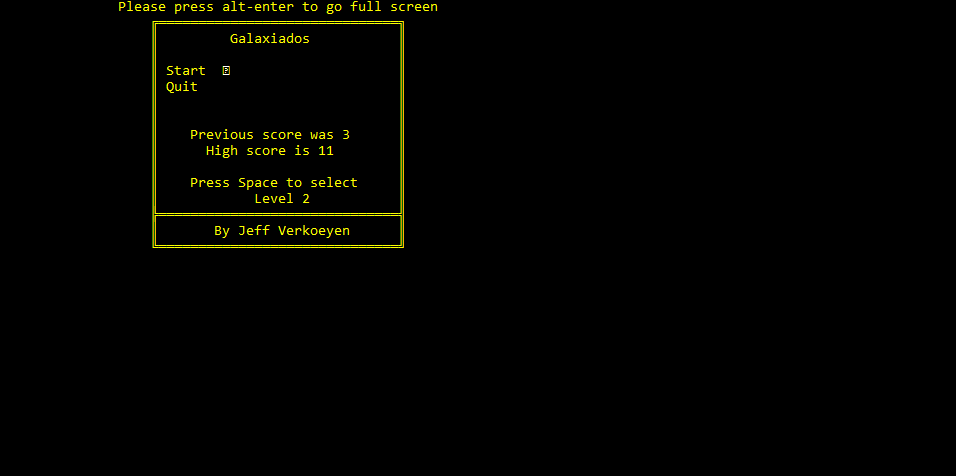 Please press alt-enter to go full screen
Galaxiados
Start
Quit
Previous score was 3
High score is 11
Press Space to select
Level 2
By Jeff Verkoeyen